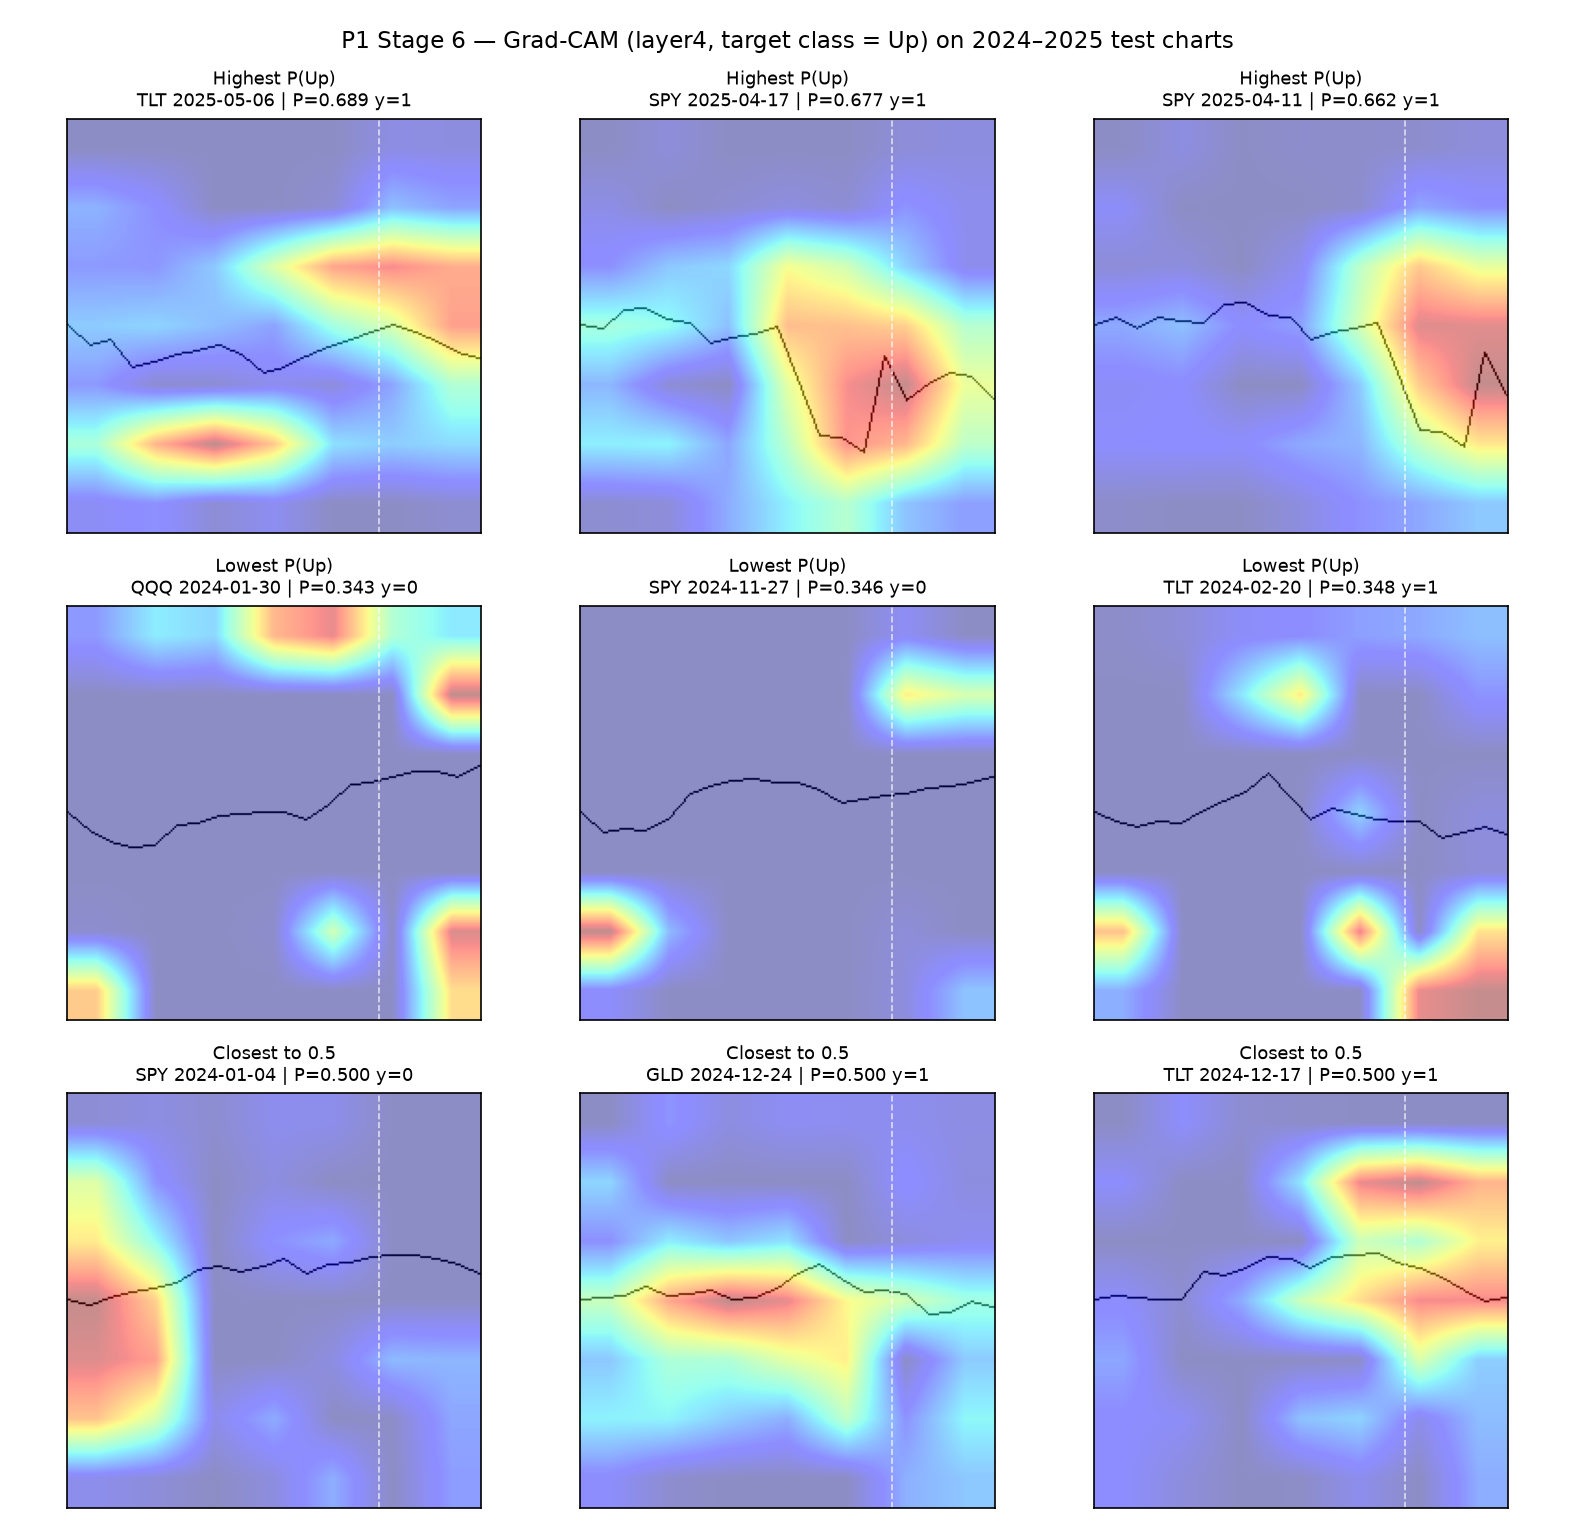 P1 Stage 6 — Grad-CAM (layer4, target class = Up) on 2024–2025 test charts
Highest P(Up)
TLT 2025-05-06 | P=0.689 y=1
Highest P(Up)
SPY 2025-04-17 | P=0.677 y=1
Highest P(Up)
SPY 2025-04-11 | P=0.662 y=1
Lowest P(Up)
QQQ 2024-01-30 | P=0.343 y=0
Lowest P(Up)
SPY 2024-11-27 | P=0.346 y=0
Lowest P(Up)
TLT 2024-02-20 | P=0.348 y=1
Closest to 0.5
SPY 2024-01-04 | P=0.500 y=0
Closest to 0.5
GLD 2024-12-24 | P=0.500 y=1
Closest to 0.5
TLT 2024-12-17 | P=0.500 y=1